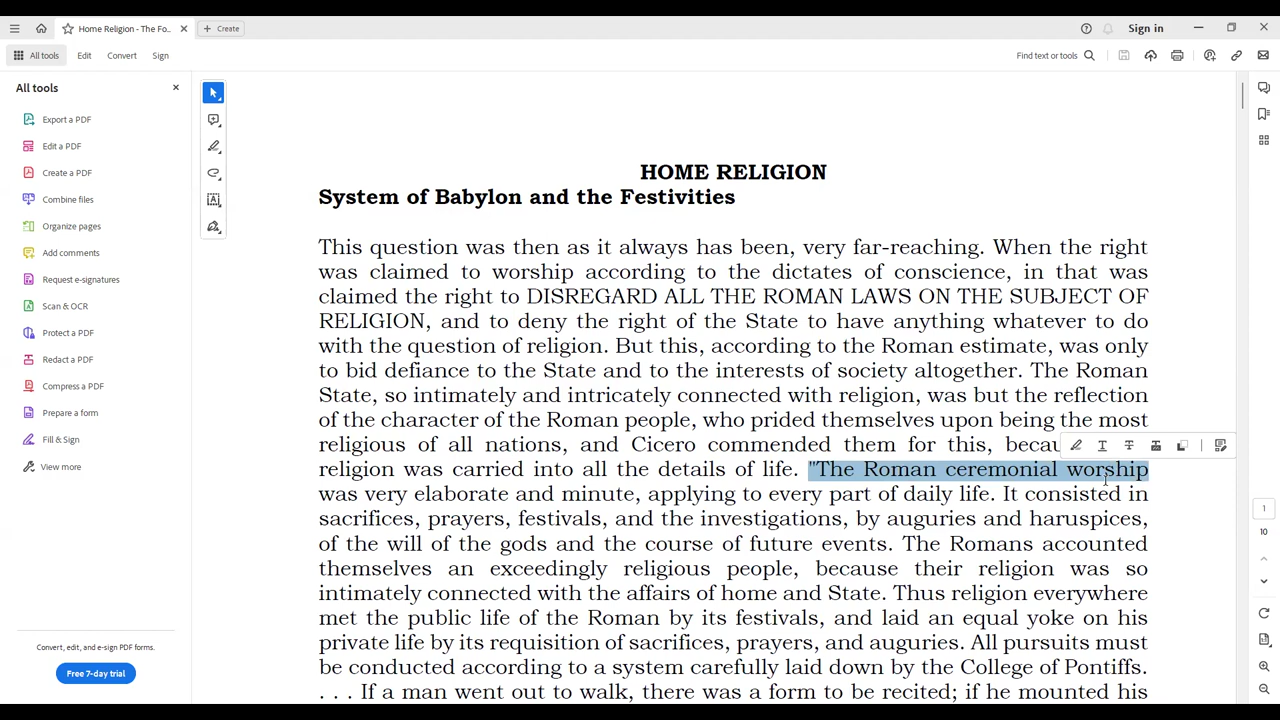 Home Religion - The Fo..
Create
Sign in
All tools
Edit
Convert
Sign
Find text or tools
All tools
Export a PDF
Edit a PDF
Create a PDF
Combine files
Organize pages
Add comments
Request e-signatures
Scan & OCR
Protect a PDF
Redact a PDF
Compress a PDF
Prepare a form
Fill & Sign
View more
Convert, edit, and e-sign PDF forms.
Free 7-day trial
HOME RELIGION
System of Babylon and the Festivities
This question was then as it always has been, very far-reaching. When the right
was claimed to worship according to the dictates of conscience, in that was
claimed the right to DISREGARD ALL THE ROMAN LAWS ON THE SUBJECT OF
RELIGION, and to deny the right of the State to have anything whatever to do
with the question of religion. But this, according to the Roman estimate, was only
to bid defiance to the State and to the interests of society altogether. The Roman
State, so intimately and intricately connected with religion, was but the reflection
of the character of the Roman people, who prided themselves upon being the most
religious of all nations, and Cicero commended them for this, becau
religion was carried into all the details of life. "The Roman ceremonial worship
was very elaborate and minute, applying to every part of daily life. It consisted in
sacrifices, prayers, festivals, and the investigations, by auguries and haruspices,
of the will of the gods and the course of future events. The Romans accounted
themselves an exceedingly religious people, because their religion was so
intimately connected with the affairs of home and State. Thus religion everywhere
met the public life of the Roman by its festivals, and laid an equal yoke on his
private life by its requisition of sacrifices, prayers, and auguries. All pursuits must
be conducted according to a system carefully laid down by the College of Pontiffs.
. . . If a man went out to walk, there was a form to be recited; if he mounted his
1
10